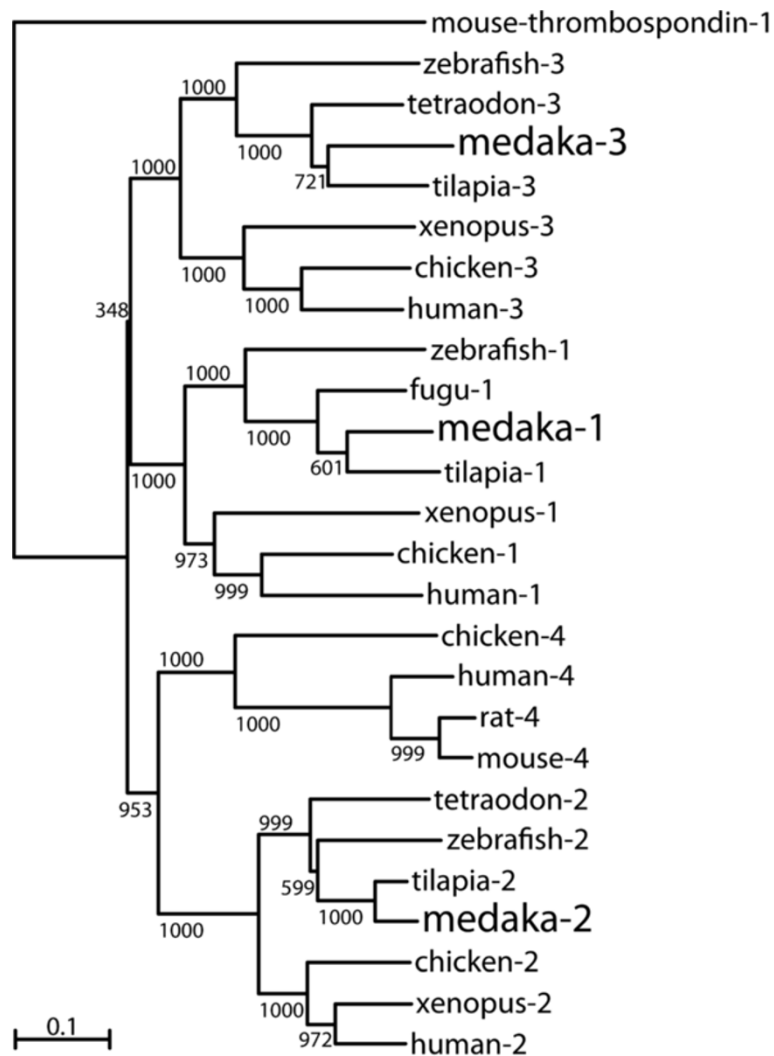 mouse-thrombospondin-1
zebrafish-3
1000
tetraodon-3
medaka-3
1000
1000
721
tilapia-3
xenopus-3
chicken-3
1000
1000
human-3
348
zebrafish-1
1000
fugu-1
medaka-1
1000
601
tilapia-1
1000
xenopus-1
chicken-1
973
999
human-1
chicken-4
1000
human-4
rat-4
1000
999
mouse-4
tetraodon-2
953
999
zebrafish-2
tilapia-2
599
1000
medaka-2
1000
chicken-2
xenopus-2
1000
0.1
972
human-2